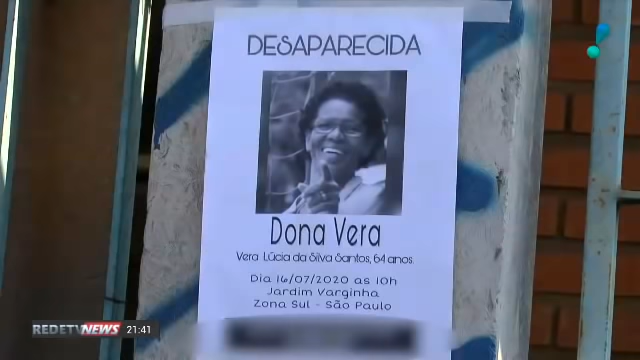 DESAPARECIDA
Dona Vera
Vera Lúcia da Silva Santos, 64 anos.
Dia 16/07/2020 as 10h
Jardim Varginha
Zona Sul - São Paulo
REDETV NEWS 21:41